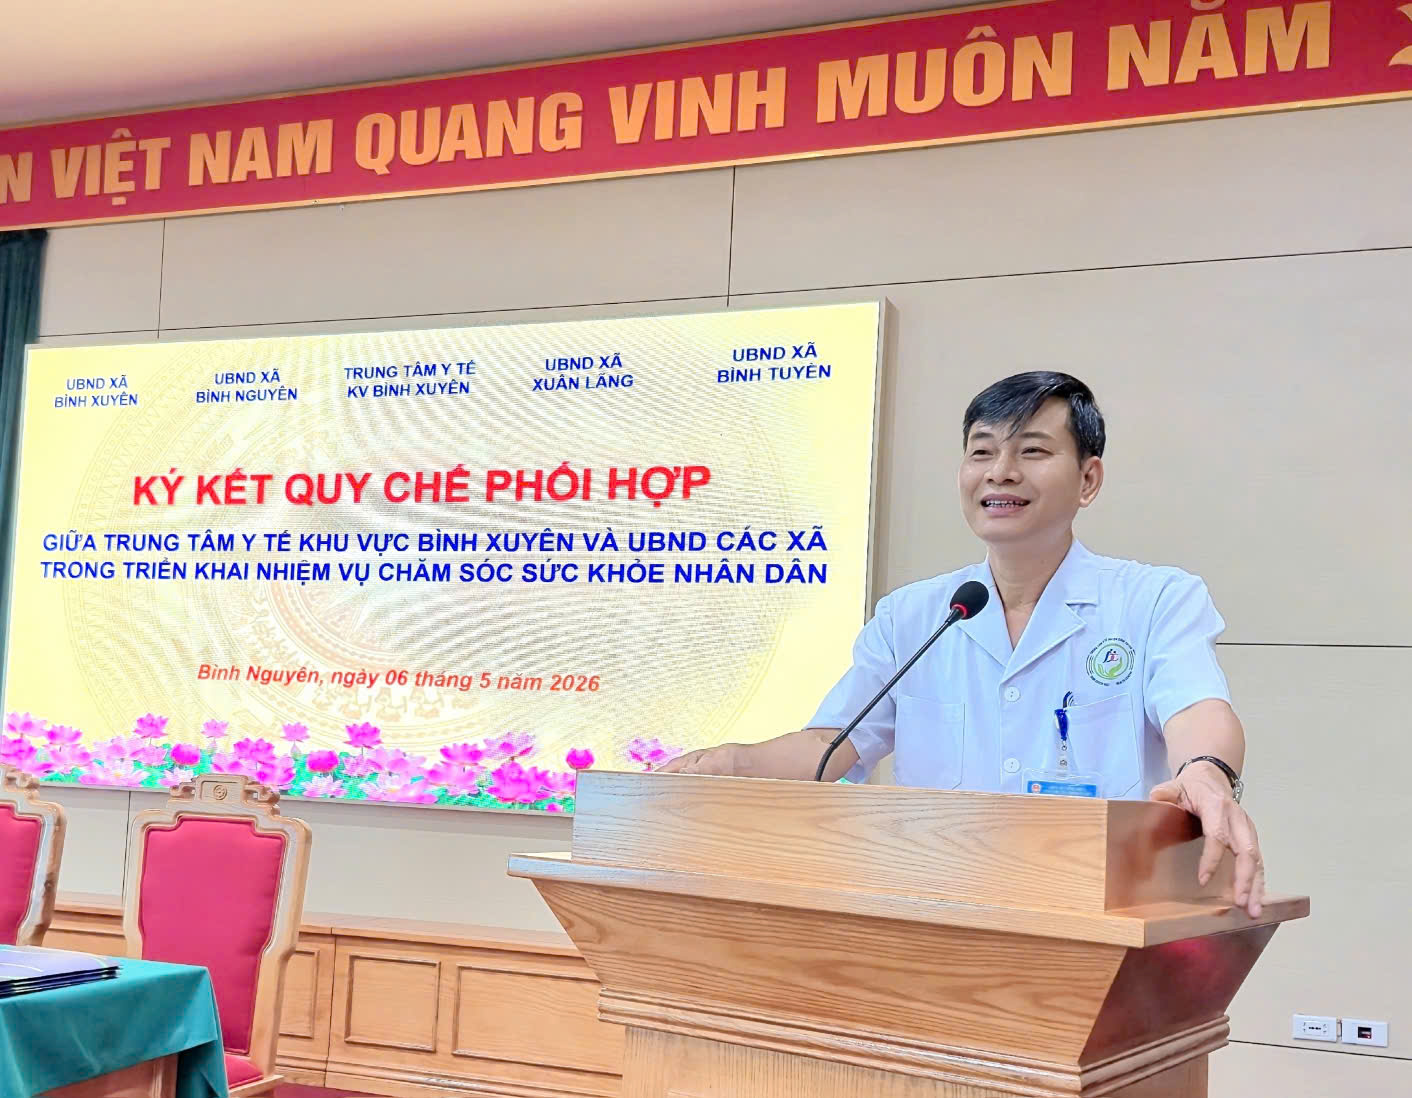 N VIỆT NAM QUANG VINH MUÔN NĂM
UBND XÃ
BÌNH XUYÊN
UBND XÃ
BÌNH NGUYÊN
TRUNG TÂM Y TẾ
KV BÌNH XUYÊN
UBND XÃ
XUÂN LÃNG
UBND XÃ
BÌNH TUYỀN
KÝ KẾT QUY CHẾ PHỐI HỢP
GIỮA TRUNG TÂM Y TẾ KHU VỰC BÌNH XUYÊN VÀ UBND CÁC XÃ
TRONG TRIỂN KHAI NHIỆM VỤ CHĂM SÓC SỨC KHỎE NHÂN DÂN
Bình Nguyên, ngày 06 tháng 5 năm 2026